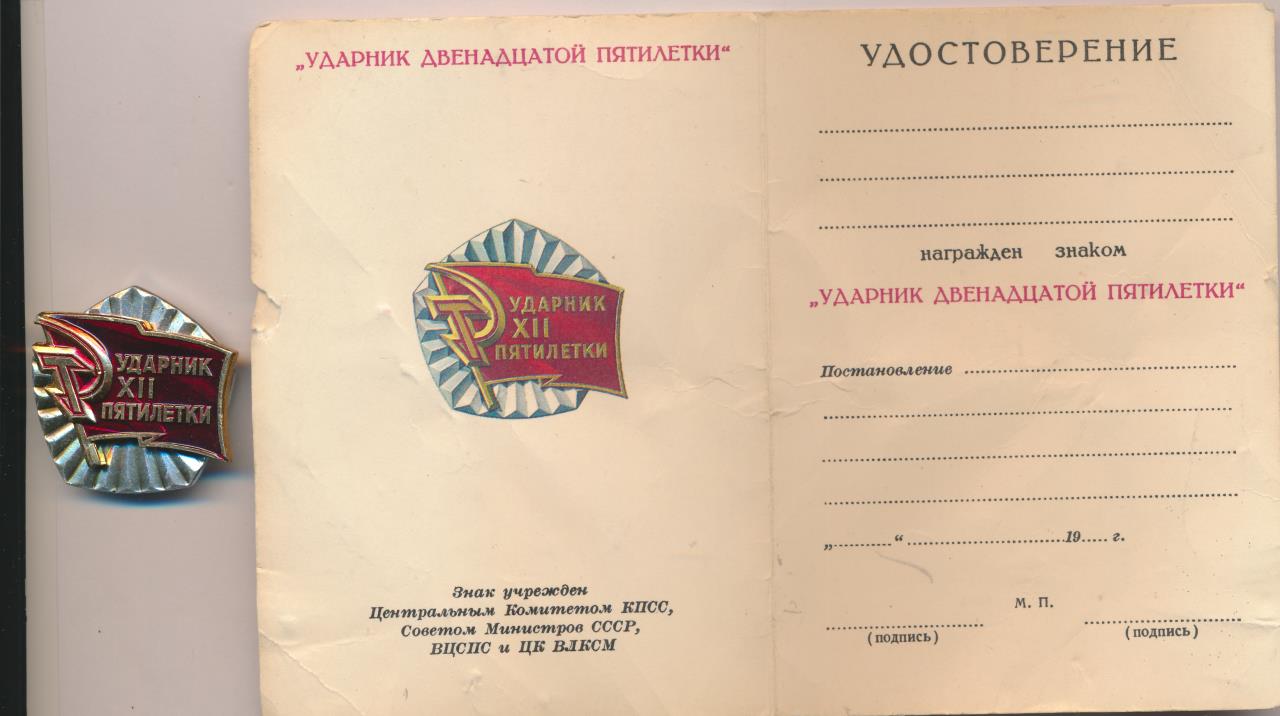 УДАРНИК
XII
ПЯТИЛЕТКИ
„УДАРНИК ДВЕНАДЦАТОЙ ПЯТИЛЕТКИ“
УДАРНИК
XII
ПЯТИЛЕТКИ
Знак учрежден
Центральным Комитетом КПСС,
Советом Министров СССР,
ВЦСПС и ЦК ВЛКСМ
УДОСТОВЕРЕНИЕ
награжден знаком
„УДАРНИК ДВЕНАДЦАТОЙ ПЯТИЛЕТКИ“
Постановление
„..........“ ..............................19..... г.
М. П.
(подпись) (подпись)